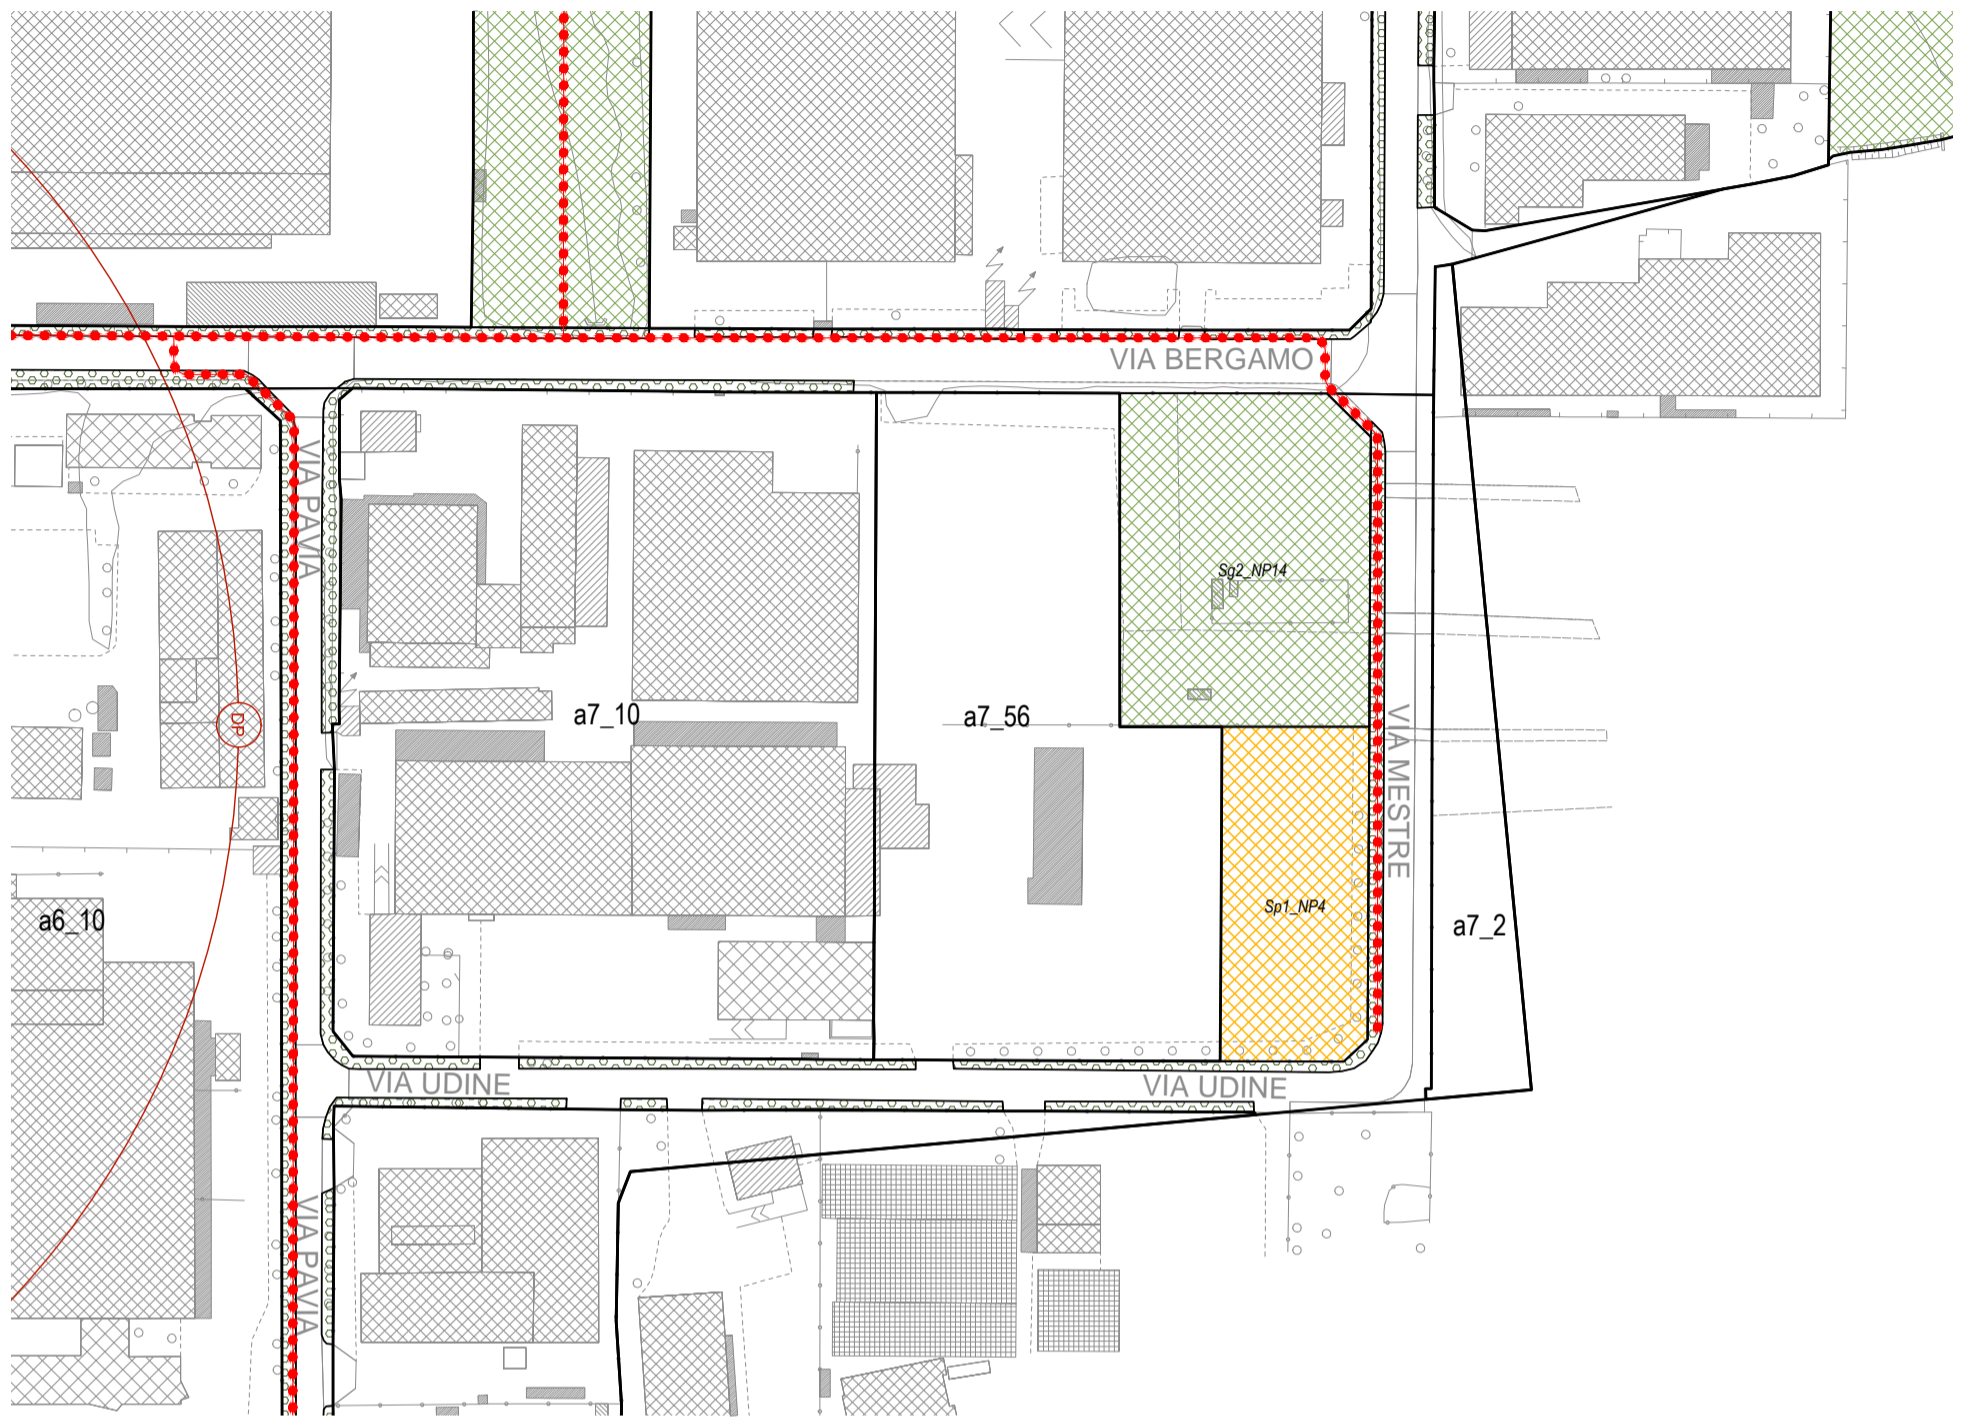 VIA BERGAMO
VIA PAVIA
Sg2_NP14
a7_10
a7_56
DP
VIA MESTRE
Sp1_NP4
a6_10
a7_2
VIA UDINE
VIA UDINE
VIA PAVIA